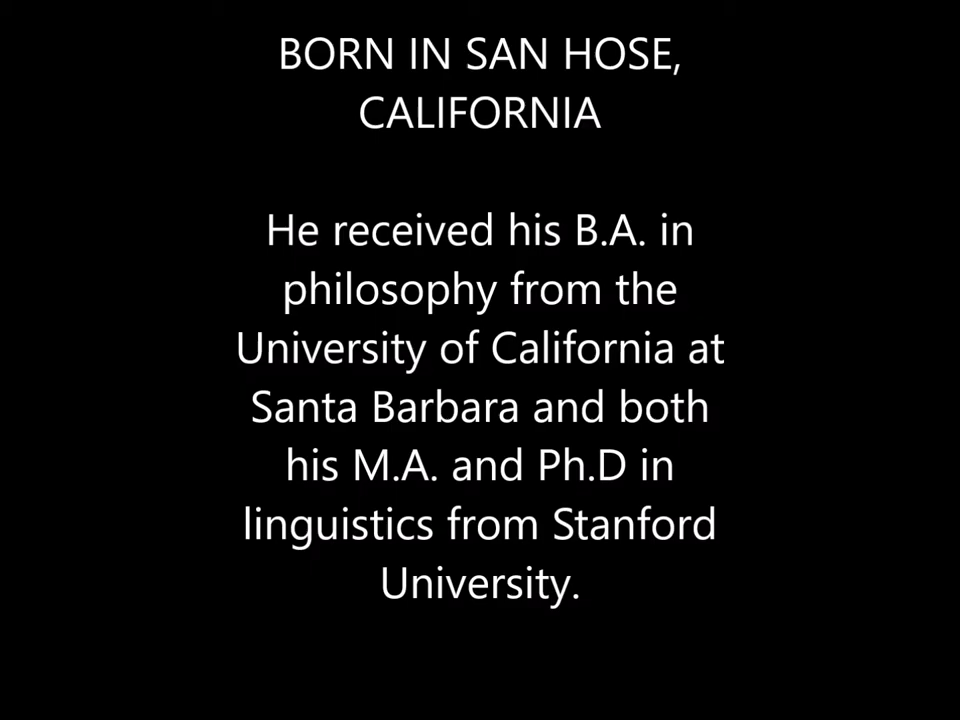 BORN IN SAN HOSE,
CALIFORNIA
He received his B.A. in
philosophy from the
University of California at
Santa Barbara and both
his M.A. and Ph.D in
linguistics from Stanford
University.